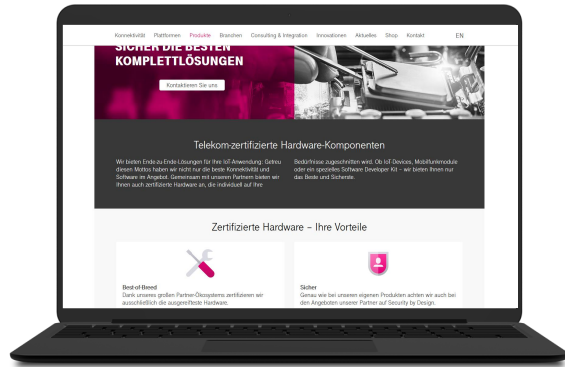 Konnektivität Plattformen Produkte Branchen Consulting & Integration Innovationen Aktuelles Shop Kontakt EN
SICHER DIE BESTEN
KOMPLETTLÖSUNGEN
Kontaktieren Sie uns
Telekom-zertifizierte Hardware-Komponenten
Wir bieten Ende-zu-Ende-Lösungen für Ihre IoT-Anwendung: Getreu
diesen Mottos haben wir nicht nur die beste Konnektivität und
Software im Angebot. Gemeinsam mit unseren Partnern bieten wir
Ihnen auch zertifizierte Hardware an, die individuell auf Ihre
Bedürfnisse zugeschnitten wird. Ob IoT-Devices, Mobilfunkmodule
oder ein spezielles Software Developer Kit – wir bieten Ihnen nur
das Beste und Sicherste.
Zertifizierte Hardware – Ihre Vorteile
Best-of-Breed
Dank unseres großen Partner-Ökosystems zertifizieren wir
ausschließlich die ausgereifteste Hardware.
Sicher
Genau wie bei unseren eigenen Produkten achten wir auch bei
den Angeboten unserer Partner auf Security by Design.